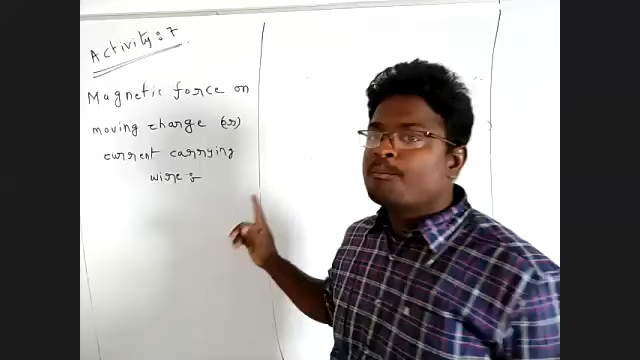 Activity: 7
Magnetic force on
moving charge (or)
current carrying
wire :-